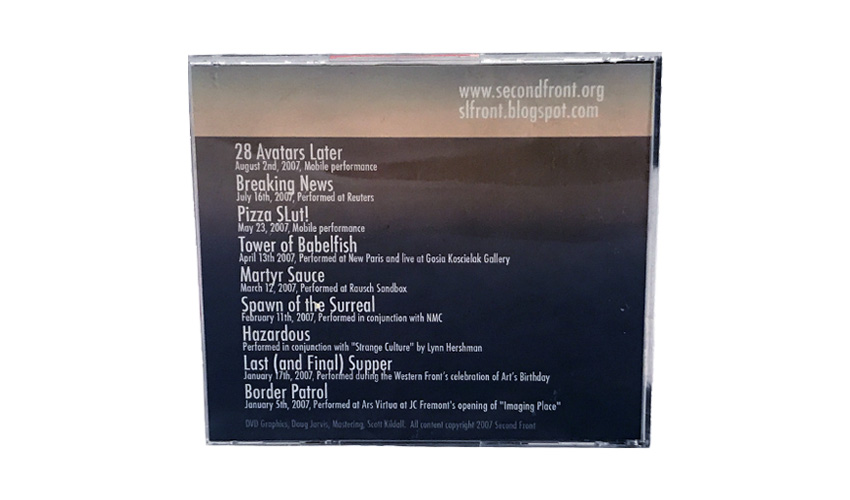 www.secondfront.org
slfront.blogspot.com
28 Avatars Later
August 2nd, 2007, Mobile performance
Breaking News
July 16th, 2007, Performed at Reuters
Pizza SLut!
May 23, 2007, Mobile performance
Tower of Babelfish
April 13th 2007, Performed at New Paris and live at Gosia Koscielak Gallery
Martyr Sauce
March 12, 2007, Performed at Rausch Sandbox
Spawn of the Surreal
February 11th, 2007, Performed in conjunction with NMC
Hazardous
Performed in conjunction with "Strange Culture" by Lynn Hershman
Last (and Final) Supper
January 17th, 2007, Performed during the Western Front's celebration of Art's Birthday
Border Patrol
January 5th, 2007, Performed at Ars Virtua at JC Fremont's opening of "Imaging Place"
DVD Graphics, Doug Jarvis, Mastering, Scott Kildall. All content copyright 2007 Second Front